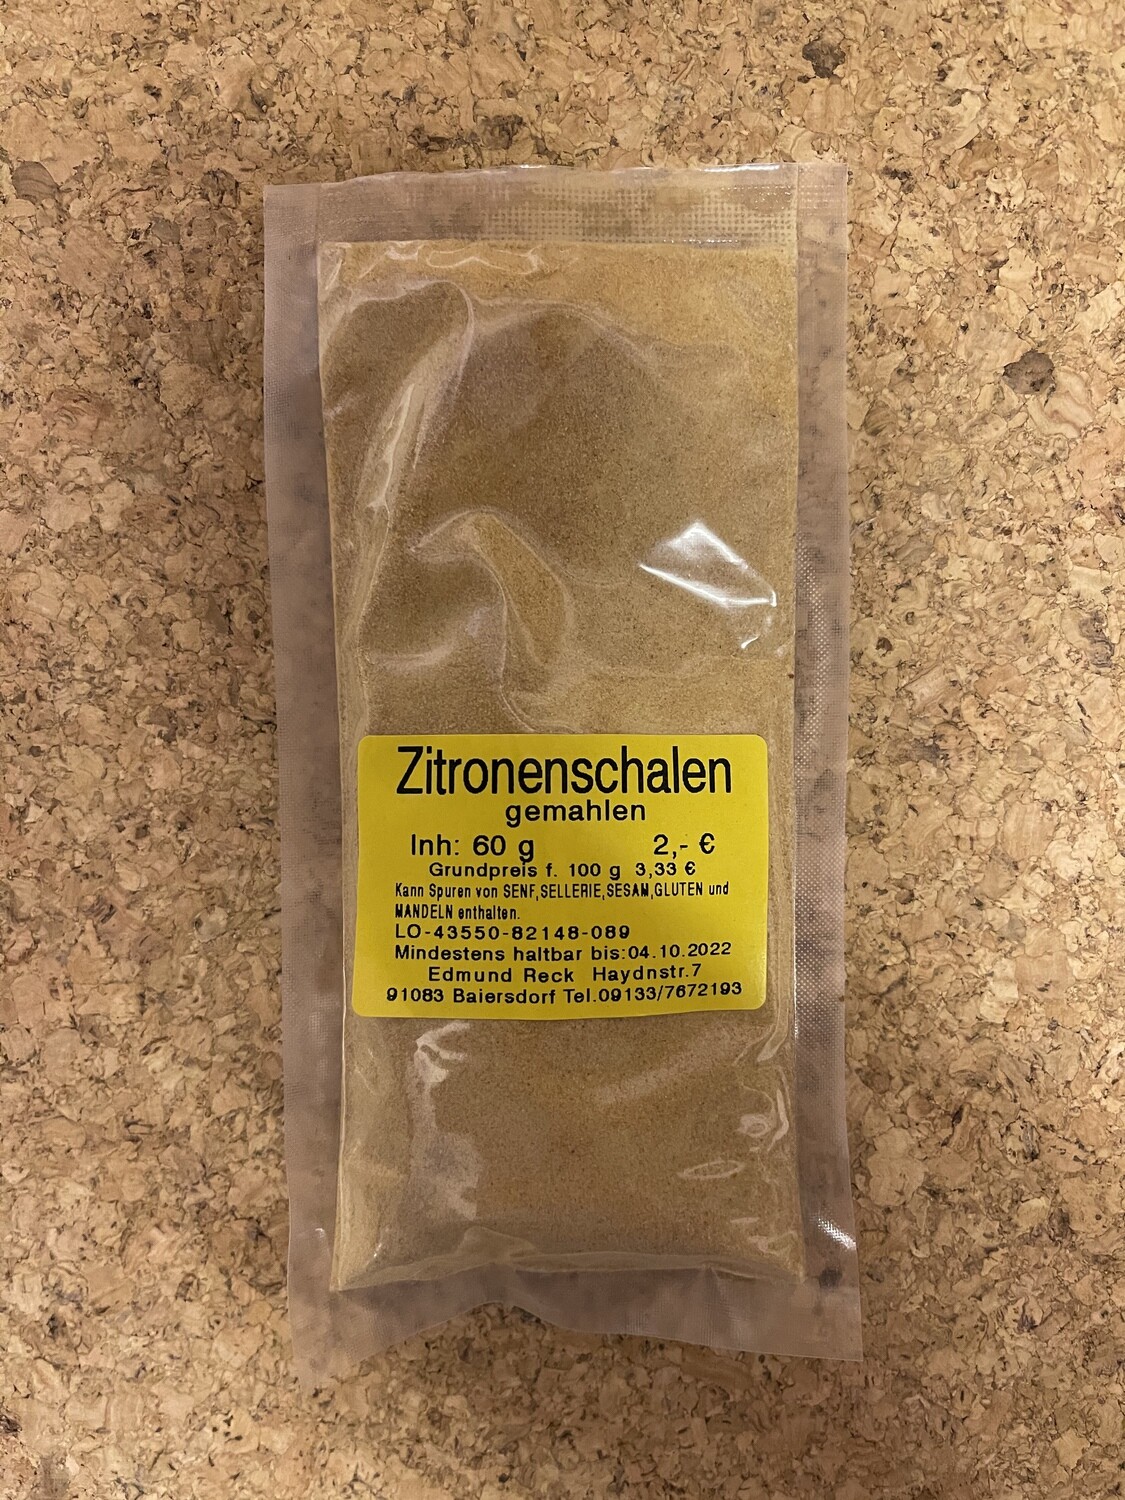 Zitronenschalen
gemahlen
Inh: 60 g 2,- €
Grundpreis f. 100 g 3,33 €
Kann Spuren von SENF,SELLERIE,SESAM,GLUTEN und
MANDELN enthalten.
LO-43550-82148-089
Mindestens haltbar bis:04.10.2022
Edmund Reck Haydnstr.7
91083 Baiersdorf Tel.09133/7672193